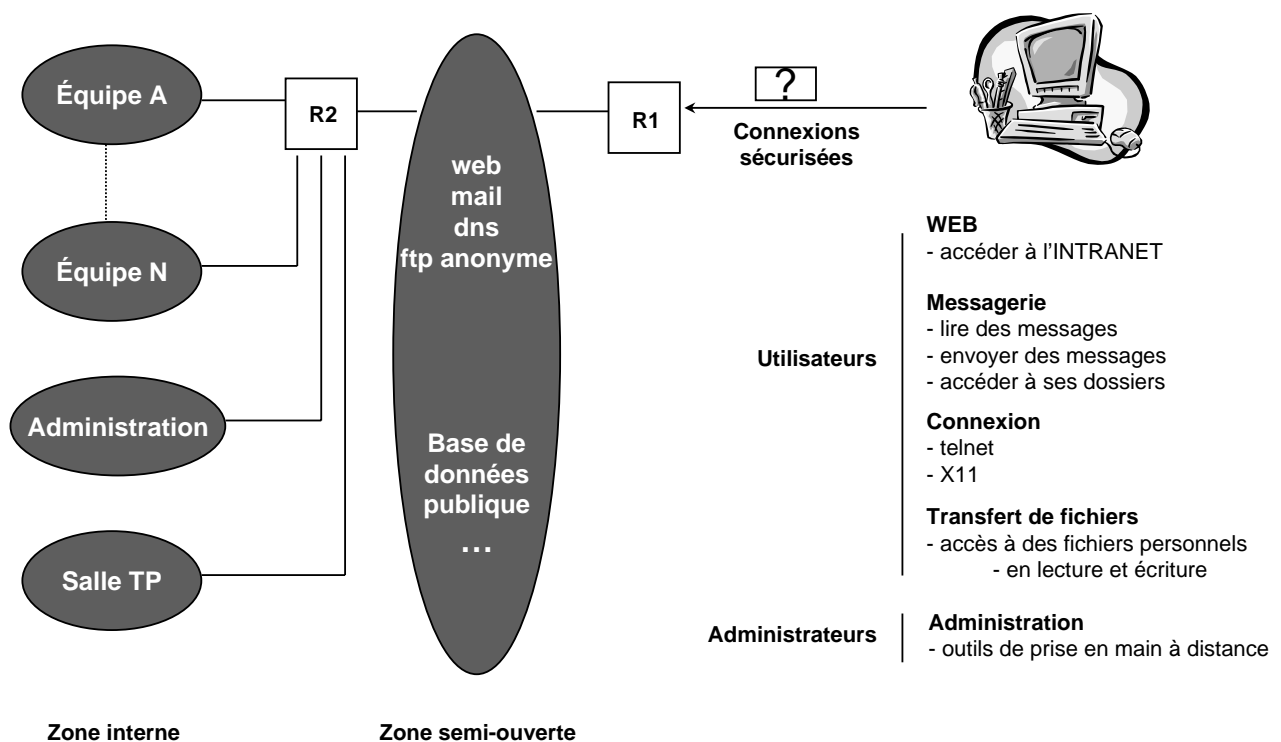 Équipe A
Équipe N
Administration
Salle TP
Zone interne
R2
web
mail
dns
ftp anonyme
Base de
données
publique
...
Zone semi-ouverte
R1
?
Connexions
sécurisées
Utilisateurs
WEB
- accéder à l'INTRANET
Messagerie
- lire des messages
- envoyer des messages
- accéder à ses dossiers
Connexion
- telnet
- X11
Transfert de fichiers
- accès à des fichiers personnels
- en lecture et écriture
Administrateurs
Administration
- outils de prise en main à distance